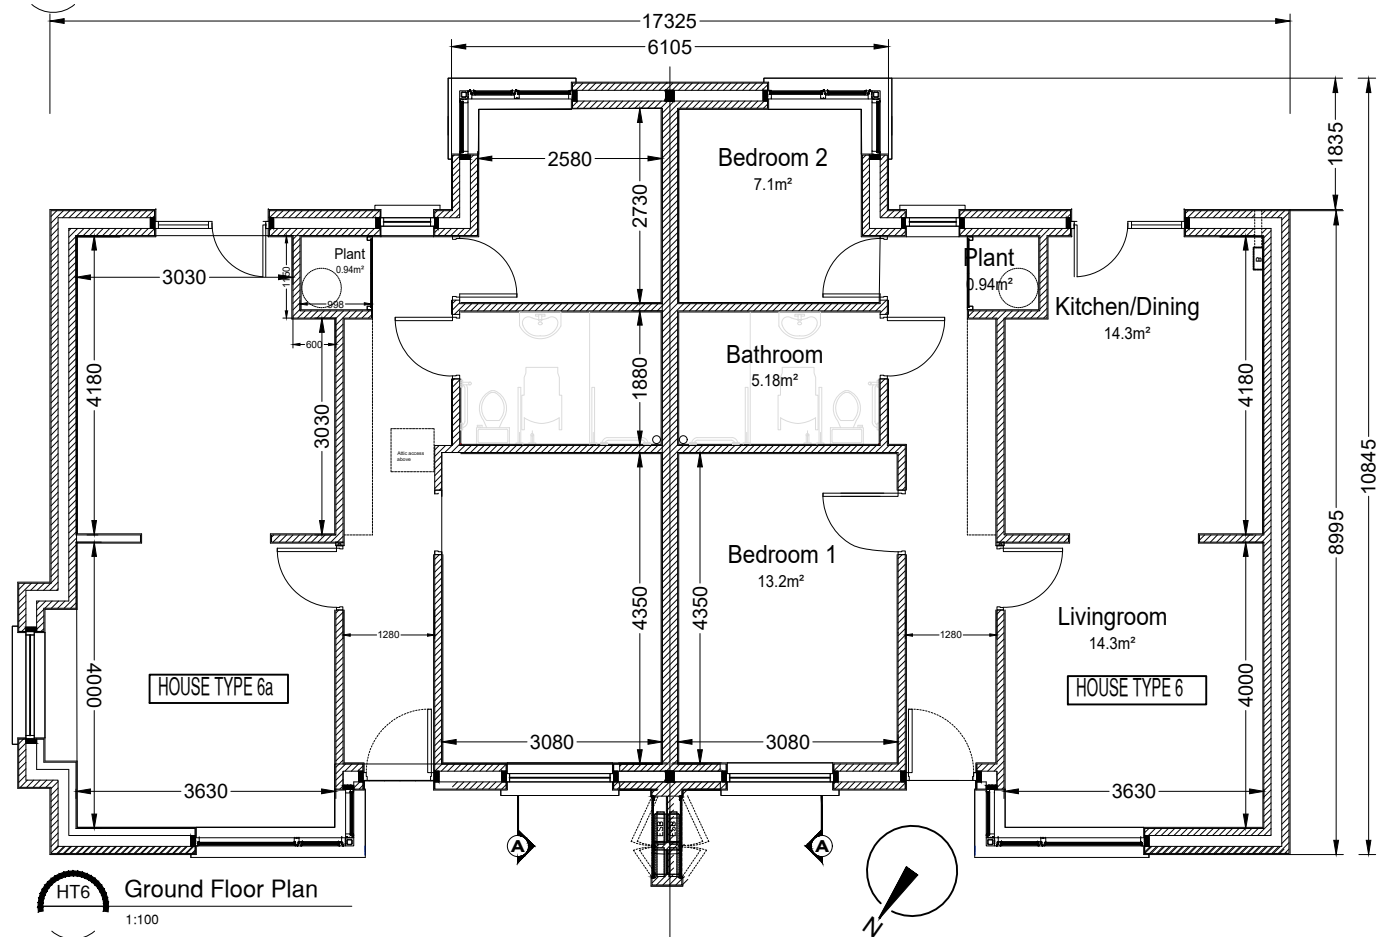 17325
6105
1835
2580
2730
Bedroom 2
7.1m²
Plant
0.94m²
3030
1150
998
600
Plant
0.94m²
Kitchen/Dining
14.3m²
B
4180
3030
1880
Bathroom
5.18m²
4180
Attic access
above
10845
8995
4350
4350
Bedroom 1
13.2m²
1280
1280
Livingroom
14.3m²
4000
HOUSE TYPE 6a
HOUSE TYPE 6
4000
3080
3080
3630
3630
ESB
ESB
A
A
N
HT6
Ground Floor Plan
1:100